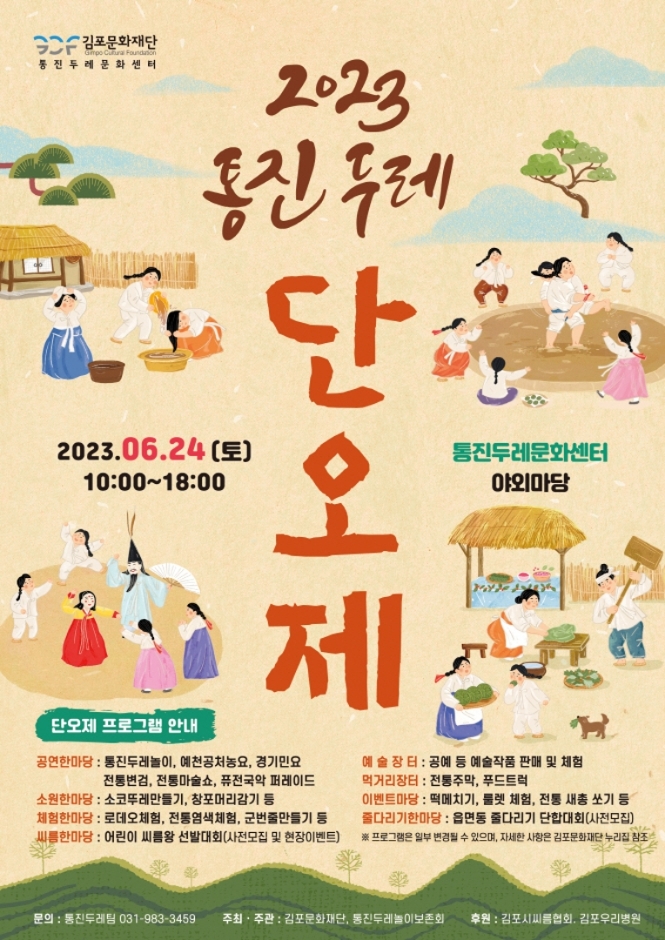 김포문화재단
Gimpo Cultural Foundation
통진두레문화센터
2023
통진두레
단오제
2023.06.24 (토)
10:00~18:00
통진두레문화센터
야외마당
단오제 프로그램 안내
공연한마당 : 통진두레놀이, 예천공처농요, 경기민요
전통변검, 전통마술쇼, 퓨전국악 퍼레이드
소원한마당 : 소코뚜레만들기, 창포머리감기 등
체험한마당 : 로데오체험, 전통염색체험, 군번줄만들기 등
씨름한마당 : 어린이 씨름왕 선발대회(사전모집 및 현장이벤트)
예술장터 : 공예 등 예술작품 판매 및 체험
먹거리장터 : 전통주막, 푸드트럭
이벤트마당 : 떡메치기, 룰렛 체험, 전통 새총 쏘기 등
줄다리기한마당 : 읍면동 줄다리기 단합대회(사전모집)
※ 프로그램은 일부 변경될 수 있으며, 자세한 사항은 김포문화재단 누리집 참조
문의 : 통진두레팀 031-983-3459 주최·주관 : 김포문화재단, 통진두레놀이보존회 후원 : 김포시씨름협회. 김포우리병원